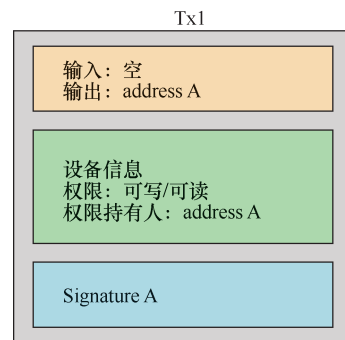 Tx1
输入：空
输出：address A
设备信息
权限：可写/可读
权限持有人：address A
Signature A